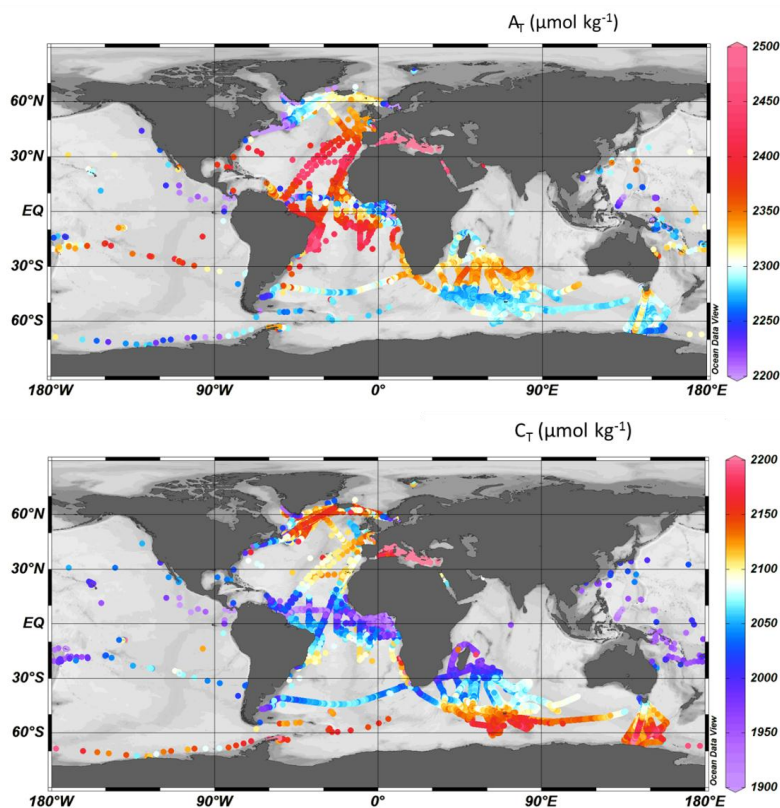 A_T (μmol kg⁻¹)
2500
60°N
2450
30°N
2400
EQ
2350
30°S
2300
60°S
2250
2200
Ocean Data View
180°W 90°W 0° 90°E 180°E
C_T (μmol kg⁻¹)
2200
60°N
2150
30°N
2100
EQ
2050
30°S
2000
60°S
1950
1900
Ocean Data View
180°W 90°W 0° 90°E 180°E